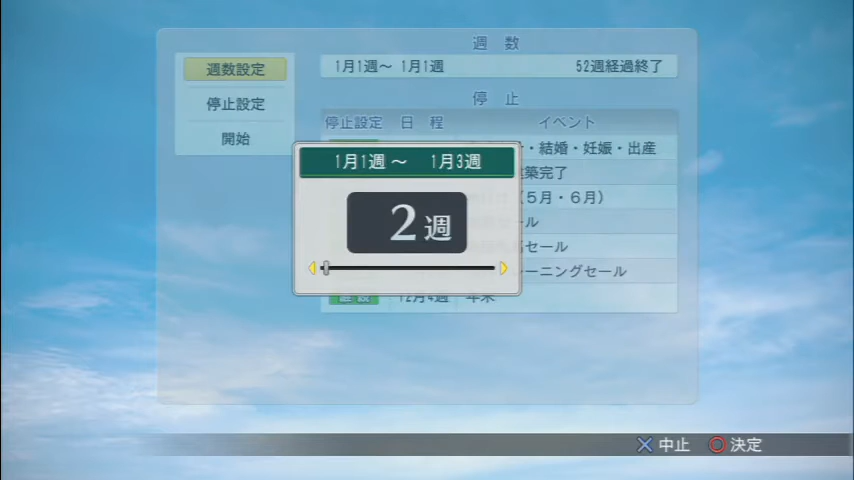 週 数
週数設定
1月1週～ 1月1週 52週経過終了
停止設定
停 止
停止設定 日 程 イベント
開始
・結婚・妊娠・出産
1月1週 ～ 1月3週
築完了
(5月・6月)
2週
ール
セール
レーニングセール
継 続 12月4週 年末
中止 決定